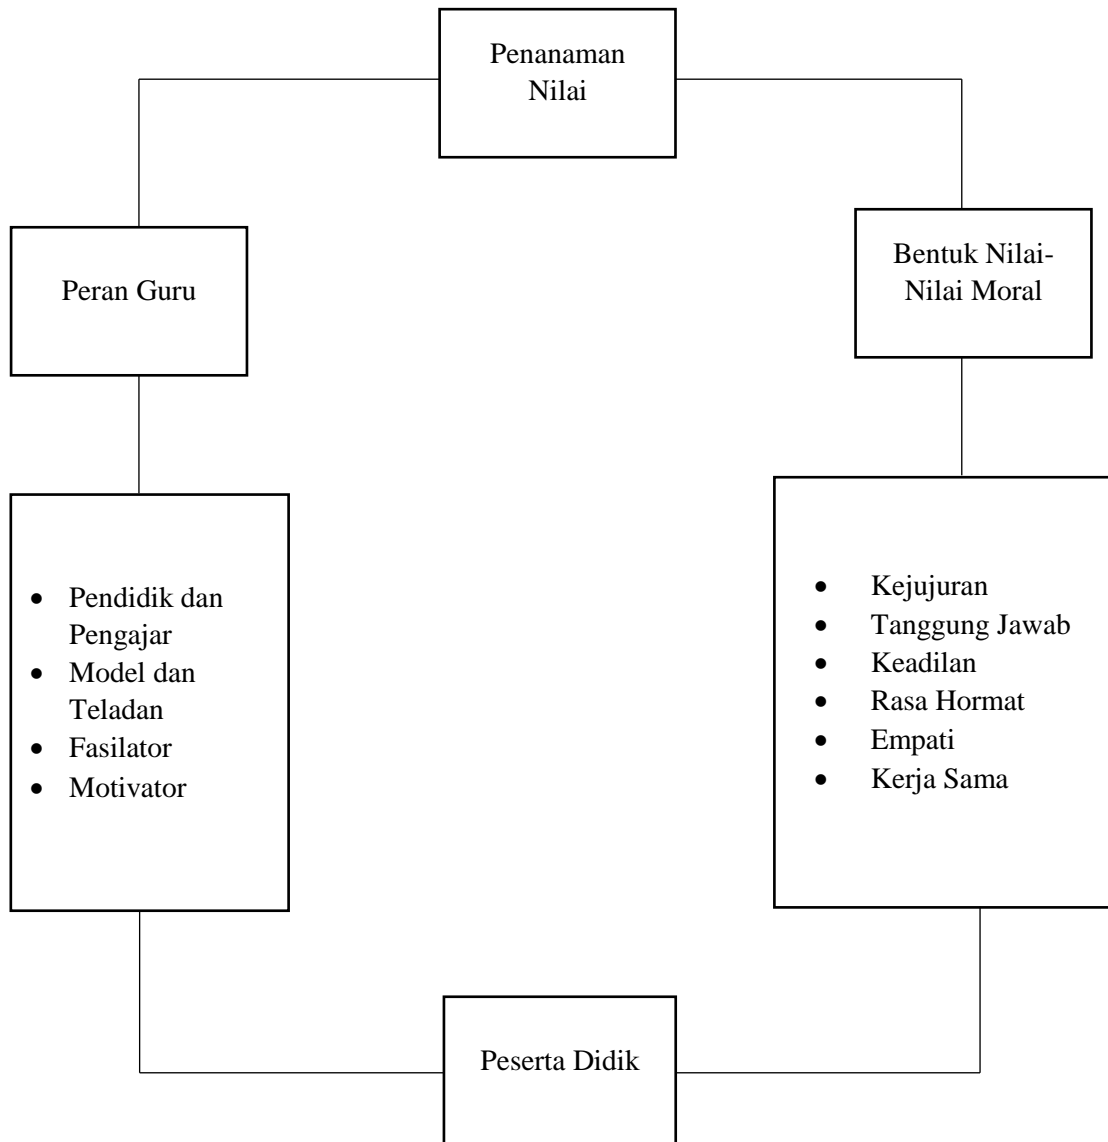 Penanaman
Nilai
Peran Guru
Bentuk Nilai-
Nilai Moral
• Pendidik dan
Pengajar
• Model dan
Teladan
• Fasilator
• Motivator
• Kejujuran
• Tanggung Jawab
• Keadilan
• Rasa Hormat
• Empati
• Kerja Sama
Peserta Didik